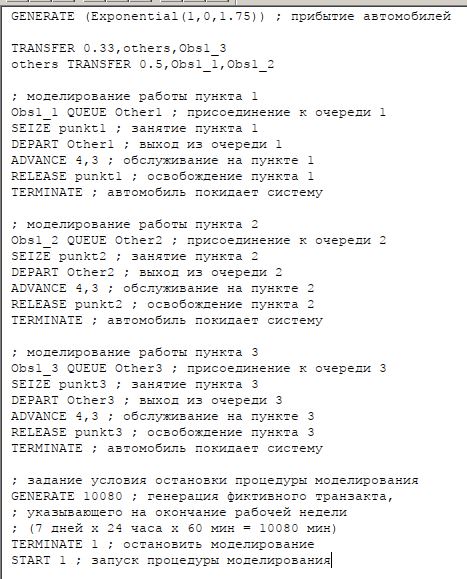 GENERATE (Exponential(1,0,1.75)) ; прибытие автомобилей
TRANSFER 0.33,others,Obs1_3
others TRANSFER 0.5,Obs1_1,Obs1_2
; моделирование работы пункта 1
Obs1_1 QUEUE Other1 ; присоединение к очереди 1
SEIZE punkt1 ; занятие пункта 1
DEPART Other1 ; выход из очереди 1
ADVANCE 4,3 ; обслуживание на пункте 1
RELEASE punkt1 ; освобождение пункта 1
TERMINATE ; автомобиль покидает систему
; моделирование работы пункта 2
Obs1_2 QUEUE Other2 ; присоединение к очереди 2
SEIZE punkt2 ; занятие пункта 2
DEPART Other2 ; выход из очереди 2
ADVANCE 4,3 ; обслуживание на пункте 2
RELEASE punkt2 ; освобождение пункта 2
TERMINATE ; автомобиль покидает систему
; моделирование работы пункта 3
Obs1_3 QUEUE Other3 ; присоединение к очереди 3
SEIZE punkt3 ; занятие пункта 3
DEPART Other3 ; выход из очереди 3
ADVANCE 4,3 ; обслуживание на пункте 3
RELEASE punkt3 ; освобождение пункта 3
TERMINATE ; автомобиль покидает систему
; задание условия остановки процедуры моделирования
GENERATE 10080 ; генерация фиктивного транзакта,
; указывающего на окончание рабочей недели
; (7 дней х 24 часа х 60 мин = 10080 мин)
TERMINATE 1 ; остановить моделирование
START 1 ; запуск процедуры моделирования